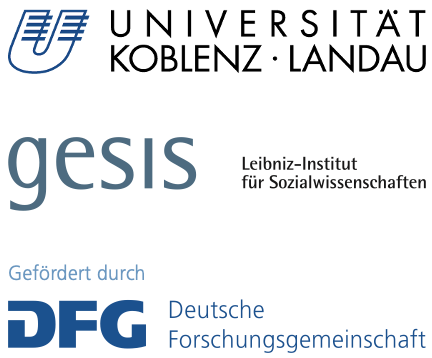 UNIVERSITÄT
KOBLENZ · LANDAU
gesis
Leibniz-Institut
für Sozialwissenschaften
Gefördert durch
DFG
Deutsche
Forschungsgemeinschaft